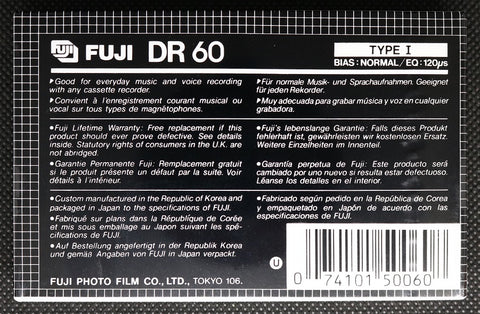 FUJI FUJI DR 60
TYPE I
BIAS: NORMAL/EQ: 120µs
▸Good for everyday music and voice recording
with any cassette recorder.
▸Convient à l'enregistrement courant musical ou
vocal sur tous types de magnétophones.
▸Für normale Musik- und Sprachaufnahmen. Geeignet
für jeden Rekorder.
▸Muy adecuada para grabar música y voz en cualquier
grabadora.
●Fuji Lifetime Warranty: Free replacement if this
product should ever prove defective. See details
inside. Statutory rights of consumers in the U.K. are
not abridged.
●Garantie Permanente Fuji: Remplacement gratuit
si le produit présente un défaut par la suite. Voir
détails à l'intérieur.
●Fuji's lebenslange Garantie: Falls dieses Produkt
fehlerhaft ist, gewährleisten wir kostenlosen Ersatz.
Weitere Einzelheiten im Innenteil.
●Garantía perpetua de Fuji: Este producto será
cambiado por uno nuevo si resulta estar defectuoso.
Léanse los detalles en el interior.
●Custom manufactured in the Republic of Korea and
packaged in Japan to the specifications of FUJI.
●Fabriqué sur plans dans la République de Corée
et mis sous emballage au Japon suivant les spé-
cifications de FUJI.
●Auf Bestellung angefertigt in der Republik Korea
und gemäß Angaben von FUJI in Japan verpackt.
●Fabricado según pedido en la República de Corea
y empaquetado en Japón de acuerdo con las
especificaciones de FUJI.
FUJI PHOTO FILM CO., LTD., TOKYO 106.
U
0 74101 50060